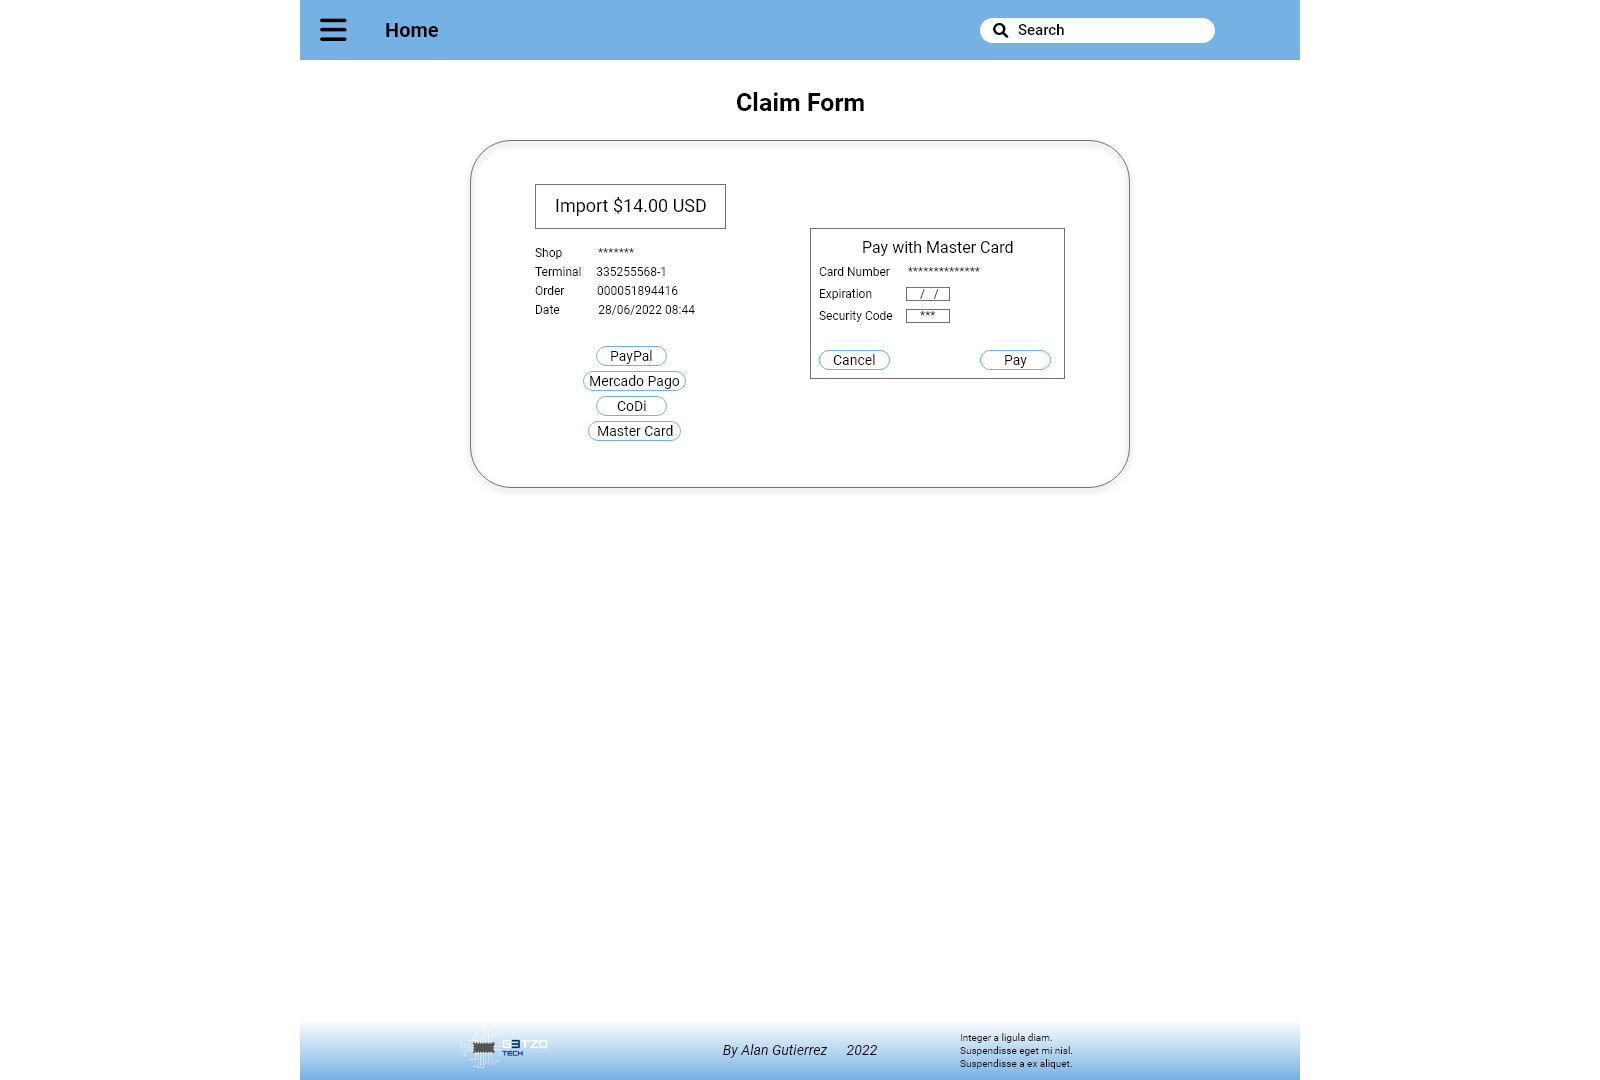 Home
Search
Claim Form
Import $14.00 USD
Shop *******
Terminal 335255568-1
Order 000051894416
Date 28/06/2022 08:44
PayPal
Mercado Pago
CoDi
Master Card
Pay with Master Card
Card Number **************
Expiration / /
Security Code ***
Cancel Pay
G3TZO
TECH
By Alan Gutierrez 2022
Integer a ligula diam.
Suspendisse eget mi nisl.
Suspendisse a ex aliquet.